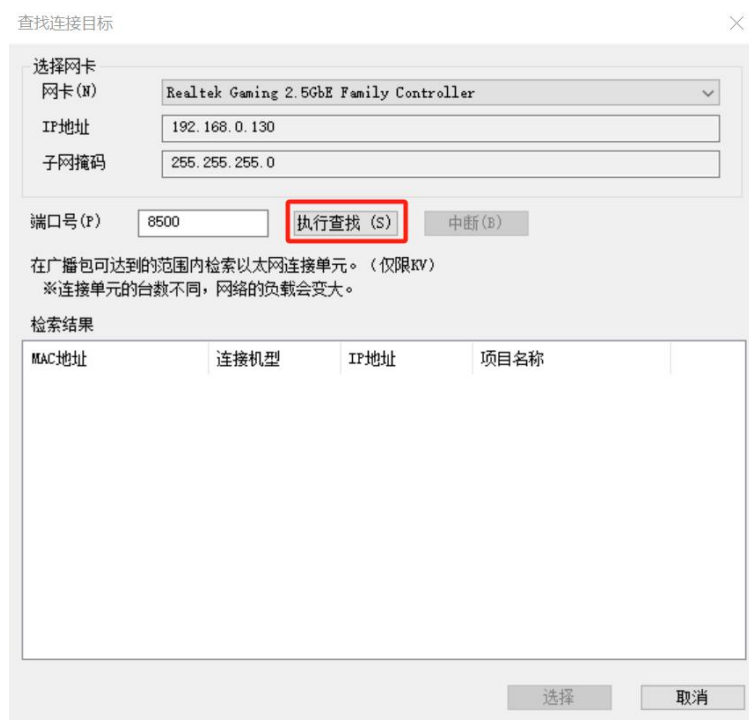 查找连接目标
选择网卡
网卡(N) Realtek Gaming 2.5GbE Family Controller
IP地址 192.168.0.130
子网掩码 255.255.255.0
端口号(P) 8500 执行查找 (S) 中断(B)
在广播包可达到的范围内检索以太网连接单元。（仅限KV）
※连接单元的台数不同，网络的负载会变大。
检索结果
MAC地址 连接机型 IP地址 项目名称
选择 取消